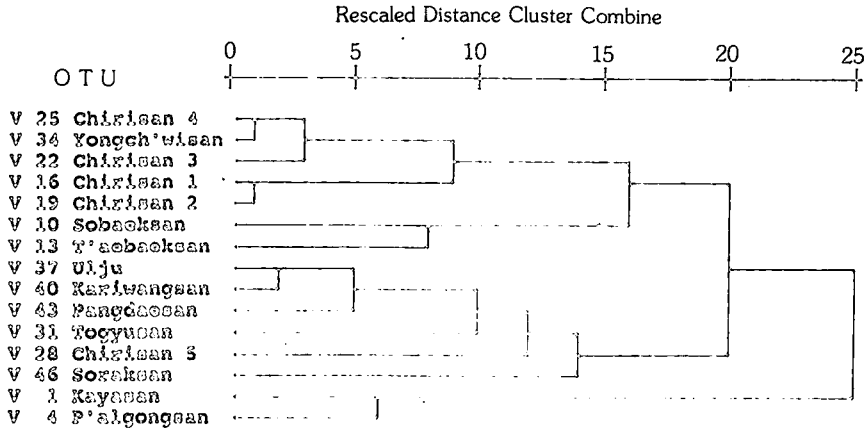 Rescaled Distance Cluster Combine
0 5 10 15 20 25
OTU
V 25 Chirisan 4
V 34 Yongch'wisan
V 22 Chirisan 3
V 16 Chirisan 1
V 19 Chirisan 2
V 10 Sobaeksan
V 13 T'aebaeksan
V 37 Uiju
V 40 Kariwangsan
V 43 Pangdaesan
V 31 Togyusan
V 28 Chirisan 5
V 46 Soraksan
V 1 Kayasan
V 4 P'algongsan